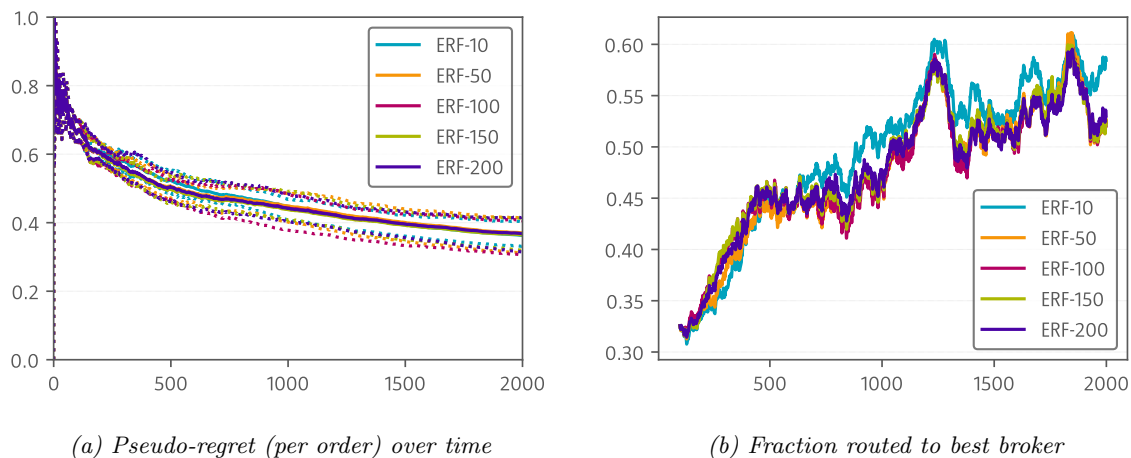 1.0
0.8
0.6
0.4
0.2
0.0
0
500
1000
1500
2000
ERF-10
ERF-50
ERF-100
ERF-150
ERF-200
(a) Pseudo-regret (per order) over time
0.60
0.55
0.50
0.45
0.40
0.35
0.30
500
1000
1500
2000
ERF-10
ERF-50
ERF-100
ERF-150
ERF-200
(b) Fraction routed to best broker